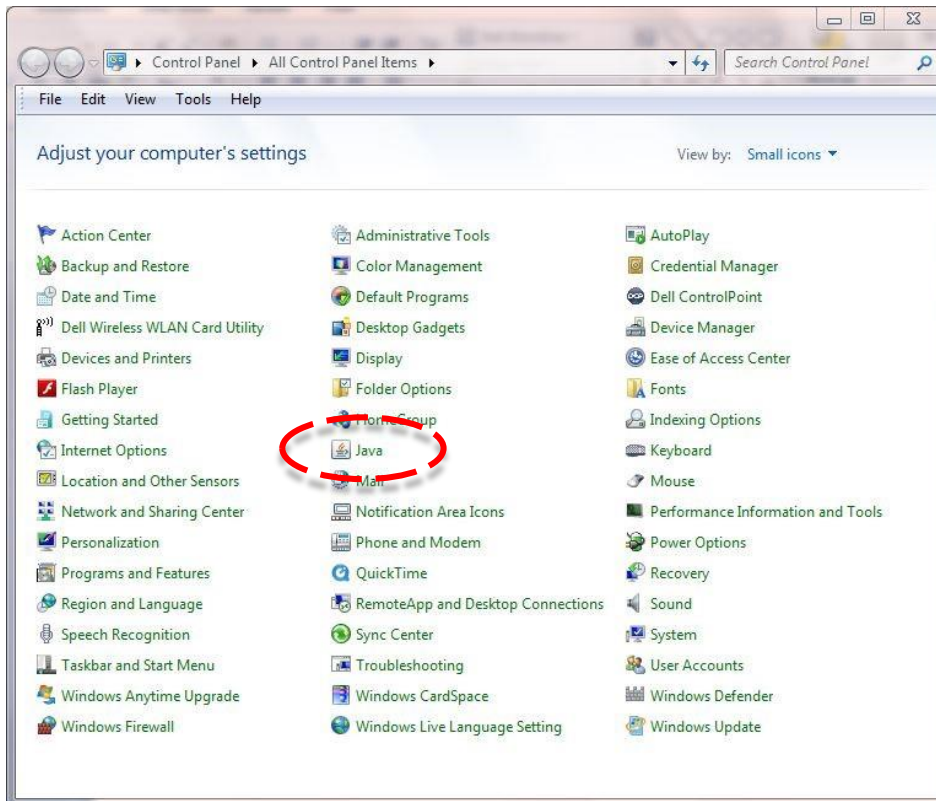 Control Panel All Control Panel Items Search Control Panel
File Edit View Tools Help
Adjust your computer's settings View by: Small icons
Action Center Administrative Tools AutoPlay
Backup and Restore Color Management Credential Manager
Date and Time Default Programs Dell ControlPoint
Dell Wireless WLAN Card Utility Desktop Gadgets Device Manager
Devices and Printers Display Ease of Access Center
Flash Player Folder Options Fonts
Getting Started HomeGroup Indexing Options
Internet Options Java Keyboard
Location and Other Sensors Mail Mouse
Network and Sharing Center Notification Area Icons Performance Information and Tools
Personalization Phone and Modem Power Options
Programs and Features QuickTime Recovery
Region and Language RemoteApp and Desktop Connections Sound
Speech Recognition Sync Center System
Taskbar and Start Menu Troubleshooting User Accounts
Windows Anytime Upgrade Windows CardSpace Windows Defender
Windows Firewall Windows Live Language Setting Windows Update